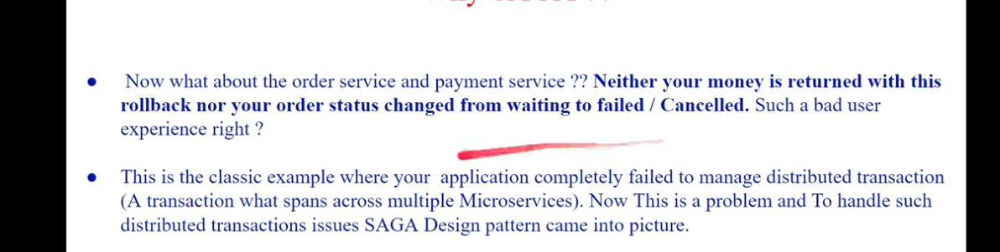 ● Now what about the order service and payment service ?? Neither your money is returned with this
rollback nor your order status changed from waiting to failed / Cancelled. Such a bad user
experience right ?
● This is the classic example where your application completely failed to manage distributed transaction
(A transaction what spans across multiple Microservices). Now This is a problem and To handle such
distributed transactions issues SAGA Design pattern came into picture.